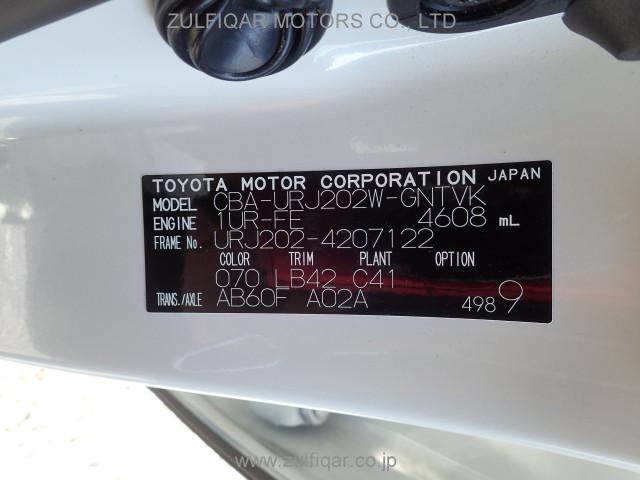 ZULFIQAR MOTORS CO., LTD
TOYOTA MOTOR CORPORATION JAPAN
MODEL CBA-URJ202W-GNTVK
ENGINE 1UR-FE 4608 mL
FRAME No. URJ202-4207122
COLOR TRIM PLANT OPTION
070 LB42 C41
TRANS./AXLE AB60F A02A 498 9
www.zulfiqar.co.jp